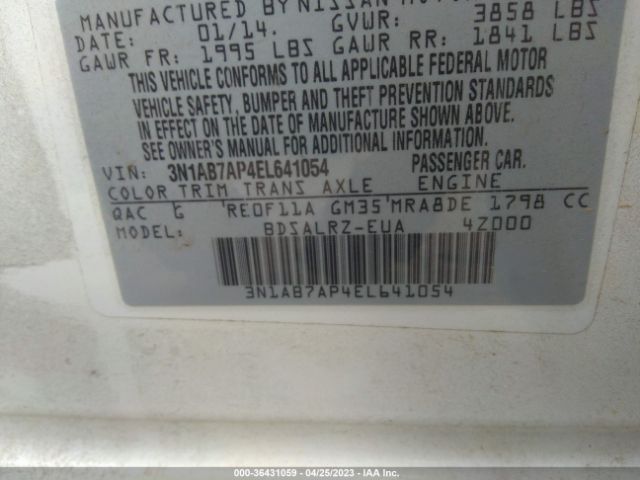 MANUFACTURED BY NISSAN
DATE: 01/14. GVWR: 3858 LBS
GAWR FR: 1995 LBS GAWR RR: 1841 LBS
THIS VEHICLE CONFORMS TO ALL APPLICABLE FEDERAL MOTOR
VEHICLE SAFETY, BUMPER AND THEFT PREVENTION STANDARDS
IN EFFECT ON THE DATE OF MANUFACTURE SHOWN ABOVE.
SEE OWNER'S MANUAL FOR ADDITIONAL INFORMATION.
VIN: 3N1AB7AP4EL641054 PASSENGER CAR.
COLOR TRIM TRANS AXLE ENGINE
QAC G RE0F11A GM35 MRA8DE 1798 CC
MODEL: BDSALRZ-EUA 4Z000
3N1AB7AP4EL641054
000-36431059 - 04/25/2023 - IAA Inc.